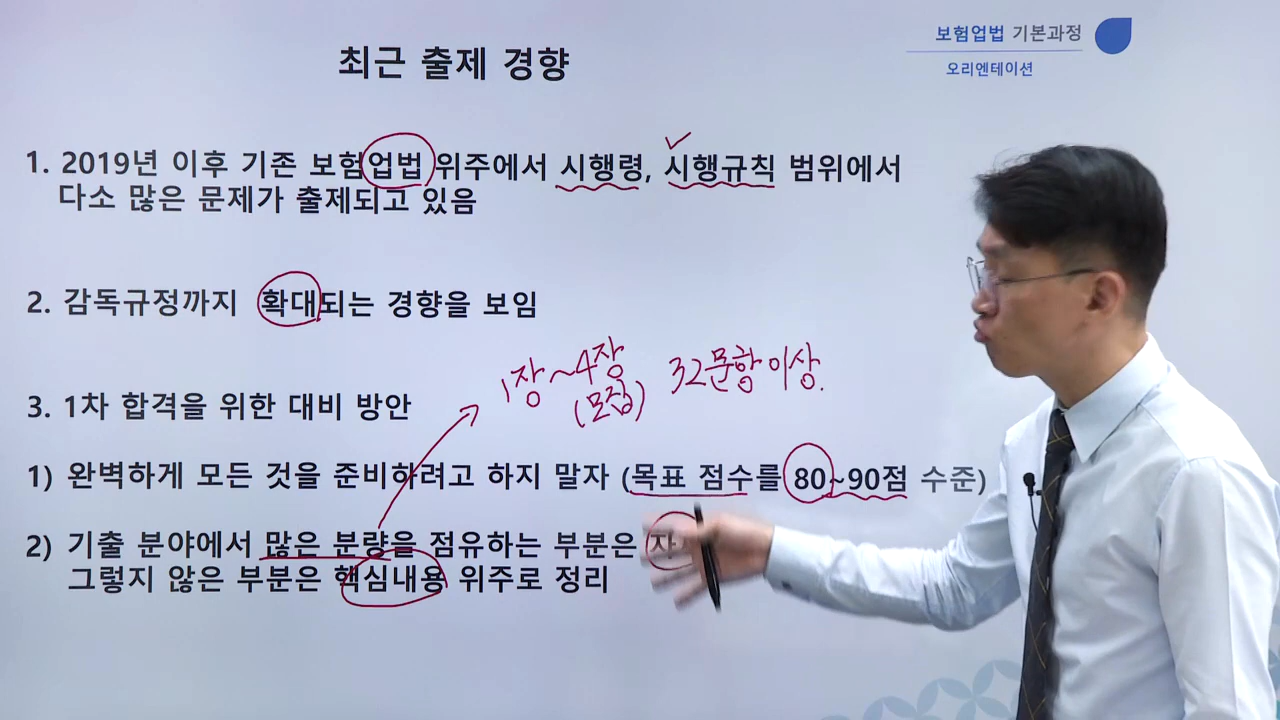 보험업법 기본과정
오리엔테이션
최근 출제 경향
1. 2019년 이후 기존 보험업법 위주에서 시행령, 시행규칙 범위에서
다소 많은 문제가 출제되고 있음
2. 감독규정까지 확대되는 경향을 보임
1장~4장 32문항 이상.
(모집)
3. 1차 합격을 위한 대비 방안
1) 완벽하게 모든 것을 준비하려고 하지 말자 (목표 점수를 80~90점 수준)
2) 기출 분야에서 많은 분량을 점유하는 부분은 자
그렇지 않은 부분은 핵심내용 위주로 정리